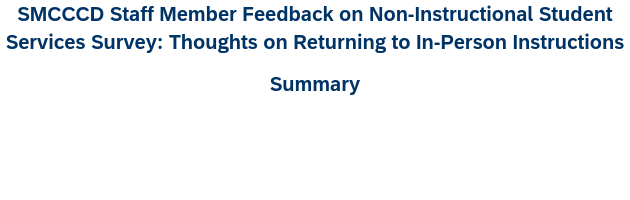 SMCCCD Staff Member Feedback on Non-Instructional Student
Services Survey: Thoughts on Returning to In-Person Instructions
Summary